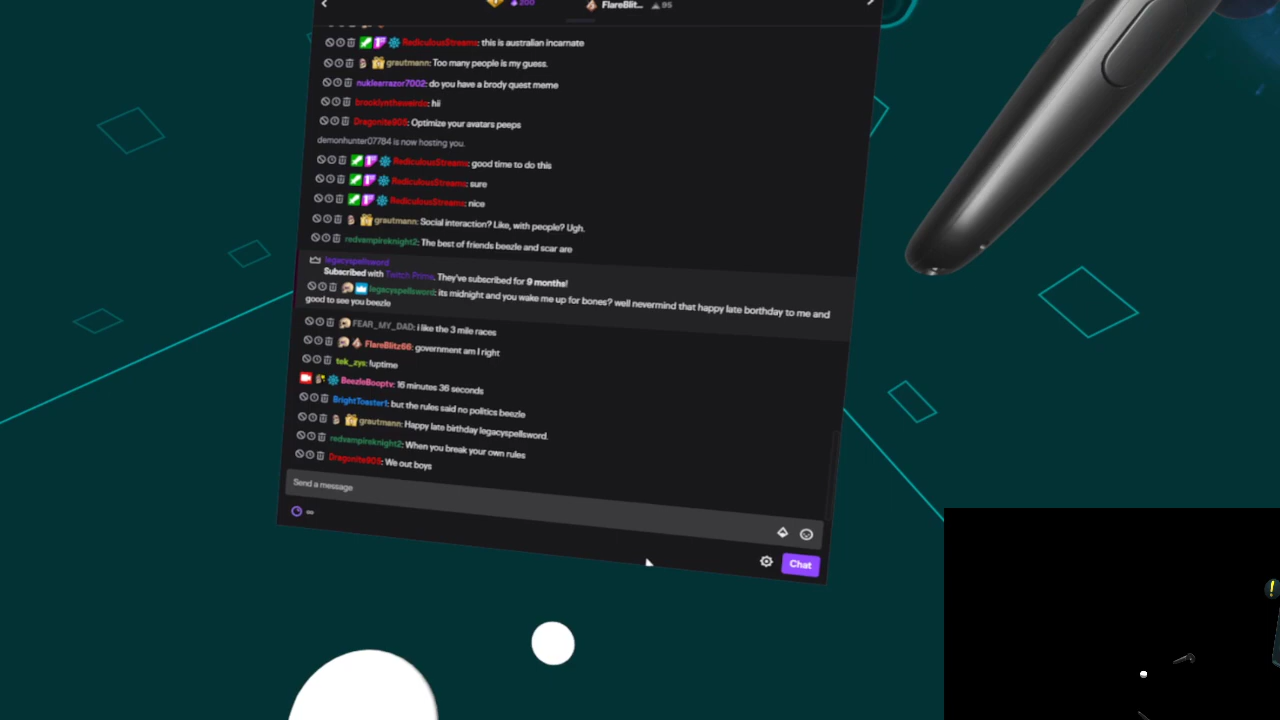 200 FlareBlit... 95
RediculousStreams: this is australian incarnate
grautmann: Too many people is my guess.
nuklearrazor7002: do you have a brody quest meme
brooklyntheweirdo: hii
Dragonite905: Optimize your avatars peeps
demonhunter07784 is now hosting you.
RediculousStreams: good time to do this
RediculousStreams: sure
RediculousStreams: nice
grautmann: Social interaction? Like, with people? Ugh.
redvampireknight2: The best of friends beezle and scar are
legacyspellsword
Subscribed with Twitch Prime. They've subscribed for 9 months!
legacyspellsword: its midnight and you wake me up for bones? well nevermind that happy late borthday to me and
good to see you beezle
FEAR_MY_DAD: i like the 3 mile races
FlareBlitz66: government am I right
tek_zys: !uptime
BeezleBooptv: 16 minutes 36 seconds
BrightToaster1: but the rules said no politics beezle
grautmann: Happy late birthday legacyspellsword.
redvampireknight2: When you break your own rules
Dragonite905: We out boys
Send a message
Chat